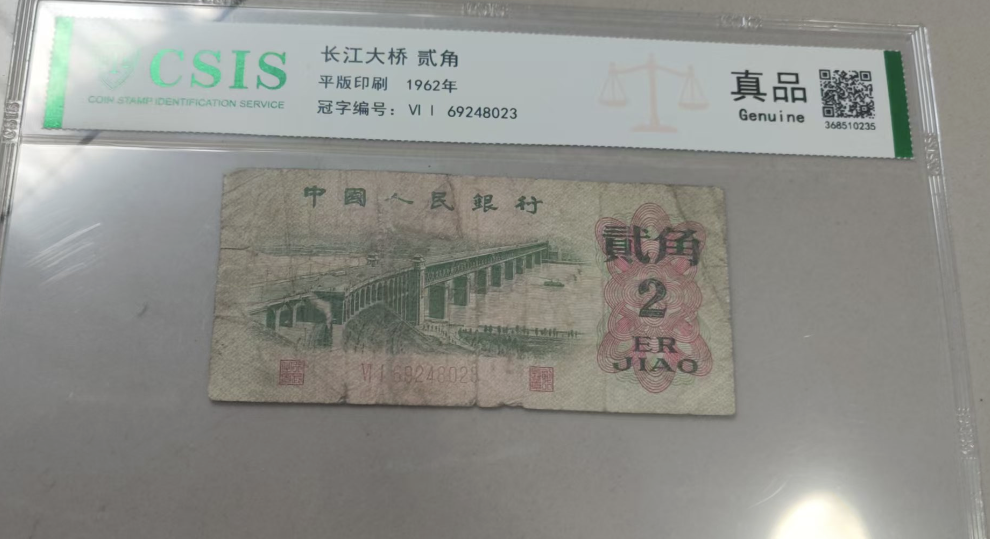 CSIS
COIN STAMP IDENTIFICATION SERVICE
长江大桥 贰角
平版印刷 1962年
冠字编号: VI I 69248023
真品
Genuine
368510235
中國人民銀行
貳角
2
ER
JIAO
VI I 69248023